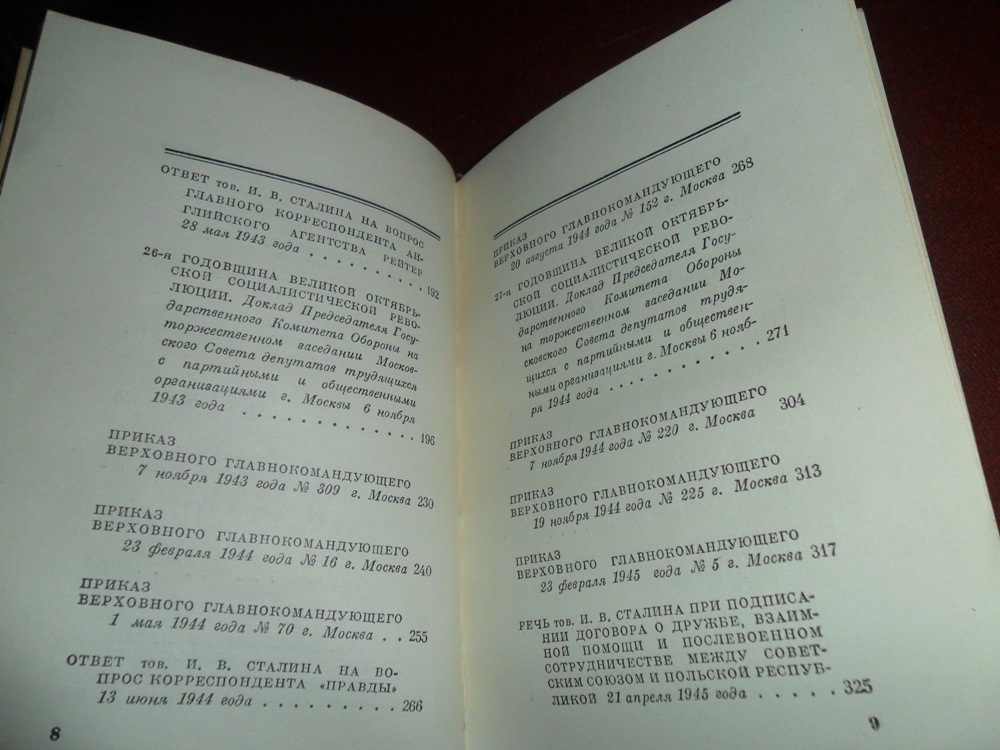 ОТВЕТ тов. И. В. СТАЛИНА НА ВОПРОС
ГЛАВНОГО КОРРЕСПОНДЕНТА АН-
ГЛИЙСКОГО АГЕНТСТВА РЕЙТЕР
28 мая 1943 года . . . . . . . . . 192
26-я ГОДОВЩИНА ВЕЛИКОЙ ОКТЯБРЬ-
СКОЙ СОЦИАЛИСТИЧЕСКОЙ РЕВО-
ЛЮЦИИ. Доклад Председателя Госу-
дарственного Комитета Обороны на
торжественном заседании Москов-
ского Совета депутатов трудящихся
с партийными и общественными
организациями г. Москвы 6 ноября
1943 года . . . . . . . . . . . . 196
ПРИКАЗ
ВЕРХОВНОГО ГЛАВНОКОМАНДУЮЩЕГО
7 ноября 1943 года № 309 г. Москва 230
ПРИКАЗ
ВЕРХОВНОГО ГЛАВНОКОМАНДУЮЩЕГО
23 февраля 1944 года № 16 г. Москва 240
ПРИКАЗ
ВЕРХОВНОГО ГЛАВНОКОМАНДУЮЩЕГО
1 мая 1944 года № 70 г. Москва . . 255
ОТВЕТ тов. И. В. СТАЛИНА НА ВО-
ПРОС КОРРЕСПОНДЕНТА «ПРАВДЫ»
13 июня 1944 года . . . . . . . . . 266
8
ПРИКАЗ
ВЕРХОВНОГО ГЛАВНОКОМАНДУЮЩЕГО
20 августа 1944 года № 152 г. Москва 268
27-я ГОДОВЩИНА ВЕЛИКОЙ ОКТЯБРЬ-
СКОЙ СОЦИАЛИСТИЧЕСКОЙ РЕВО-
ЛЮЦИИ. Доклад Председателя Госу-
дарственного Комитета Обороны
на торжественном заседании Мо-
сковского Совета депутатов трудя-
щихся с партийными и обществен-
ными организациями г. Москвы 6 нояб-
ря 1944 года . . . . . . . . . . . 271
ПРИКАЗ
ВЕРХОВНОГО ГЛАВНОКОМАНДУЮЩЕГО
7 ноября 1944 года № 220 г. Москва 304
ПРИКАЗ
ВЕРХОВНОГО ГЛАВНОКОМАНДУЮЩЕГО
19 ноября 1944 года № 225 г. Москва 313
ПРИКАЗ
ВЕРХОВНОГО ГЛАВНОКОМАНДУЮЩЕГО
23 февраля 1945 года № 5 г. Москва 317
РЕЧЬ тов. И. В. СТАЛИНА ПРИ ПОДПИСА-
НИИ ДОГОВОРА О ДРУЖБЕ, ВЗАИМ-
НОЙ ПОМОЩИ И ПОСЛЕВОЕННОМ
СОТРУДНИЧЕСТВЕ МЕЖДУ СОВЕТ-
СКИМ СОЮЗОМ И ПОЛЬСКОЙ РЕСПУБ-
ЛИКОЙ 21 апреля 1945 года . . . . . 325
9